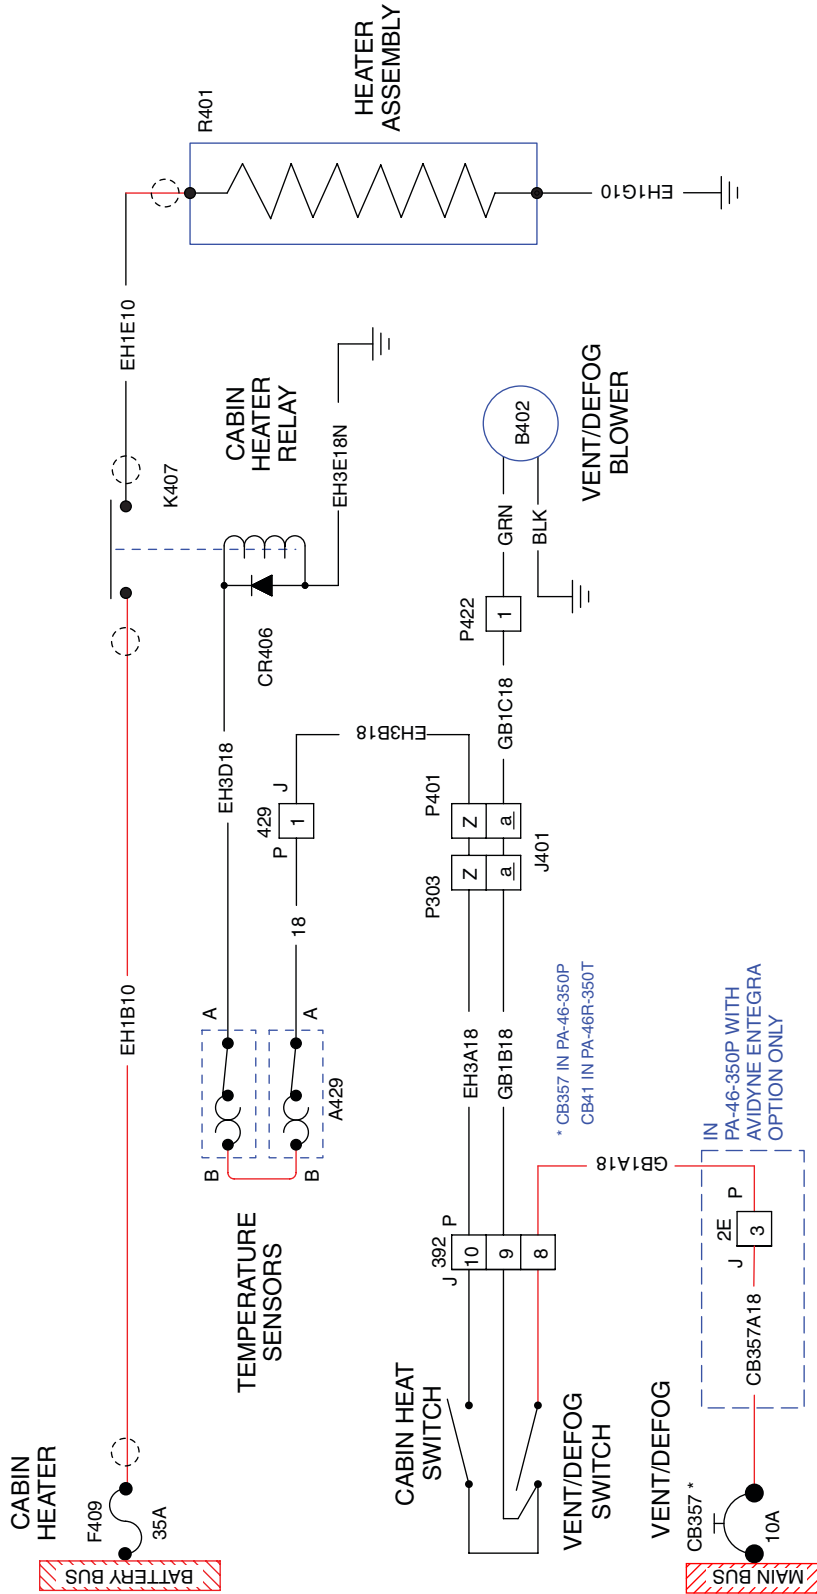 CABIN
HEATER
BATTERY BUS
F409
35A
EH1B10
K407
EH1E10
R401
HEATER
ASSEMBLY
EH1G10
TEMPERATURE
SENSORS
B
A
B
A
A429
EH3D18
CR406
CABIN
HEATER
RELAY
EH3E18N
18
P
429
J
1
EH3B18
CABIN HEAT
SWITCH
VENT/DEFOG
SWITCH
J
392
P
10
9
8
EH3A18
GB1B18
P303
P401
Z
Z
a
a
J401
GB1C18
P422
1
GRN
BLK
B402
VENT/DEFOG
BLOWER
* CB357 IN PA-46-350P
CB41 IN PA-46R-350T
GB1A18
VENT/DEFOG
MAIN BUS
CB357 *
10A
CB357A18
J
2E
P
3
IN
PA-46-350P WITH
AVIDYNE ENTEGRA
OPTION ONLY